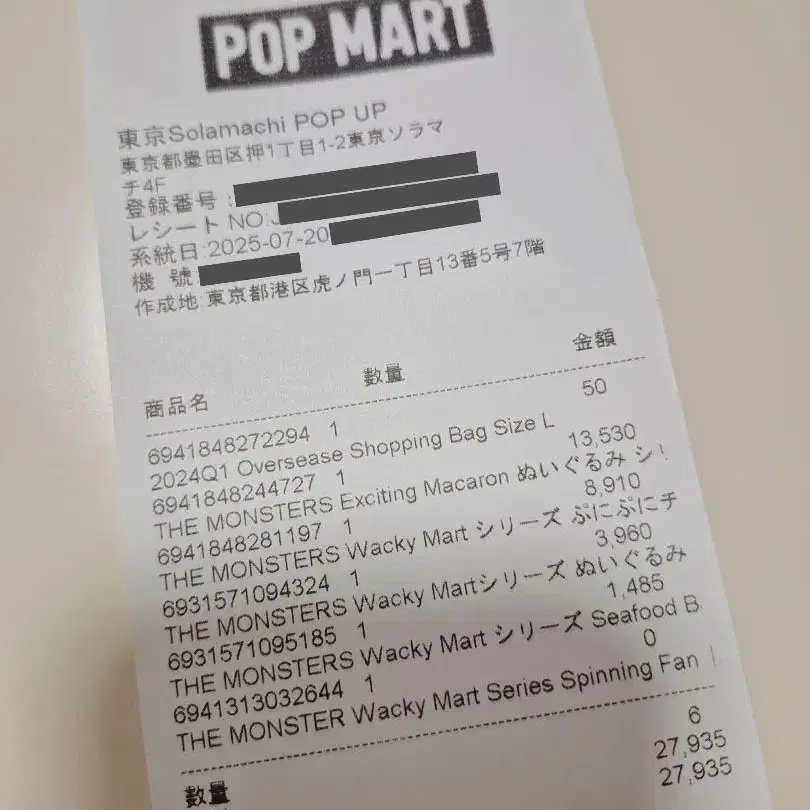 POP MART
東京Solamachi POP UP
東京都墨田区押1丁目1-2東京ソラマ
チ4F
登録番号:
レシート NO:
系統日:2025-07-20
機 號:
作成地:東京都港区虎ノ門一丁目13番5号7階
商品名 数量 金額
6941848272294 1 50
2024Q1 Oversease Shopping Bag Size L
6941848244727 1 13,530
THE MONSTERS Exciting Macaron ぬいぐるみ シリ
6941848281197 1 8,910
THE MONSTERS Wacky Mart シリーズ ぷにぷにチ
6931571094324 1 3,960
THE MONSTERS Wacky Martシリーズ ぬいぐるみ
6931571095185 1 1,485
THE MONSTERS Wacky Mart シリーズ Seafood B
6941313032644 1 0
THE MONSTER Wacky Mart Series Spinning Fan
数量 6
27,935
27,935